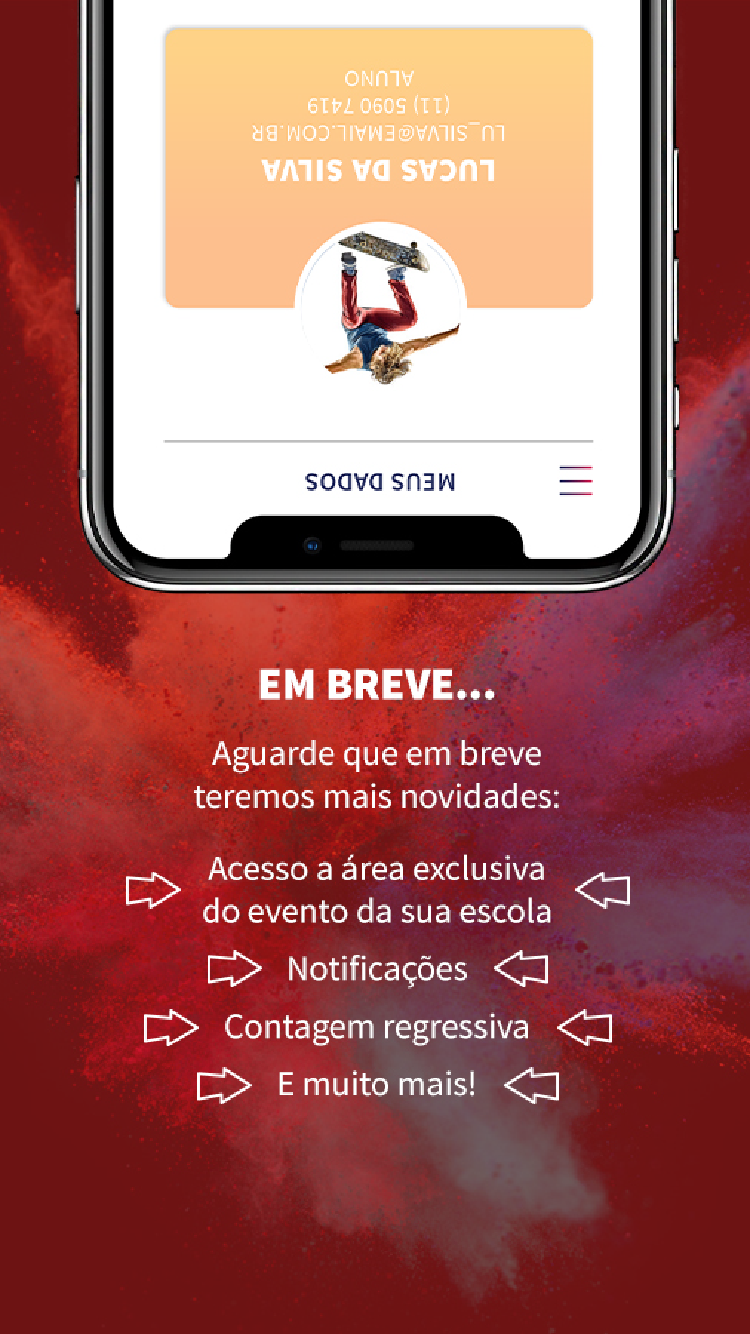 ALUNO
(11) 5090 7419
LU_SILVA@EMAIL.COM.BR
LUCAS DA SILVA
MEUS DADOS
EM BREVE...
Aguarde que em breve
teremos mais novidades:
Acesso a área exclusiva
do evento da sua escola
Notificações
Contagem regressiva
E muito mais!